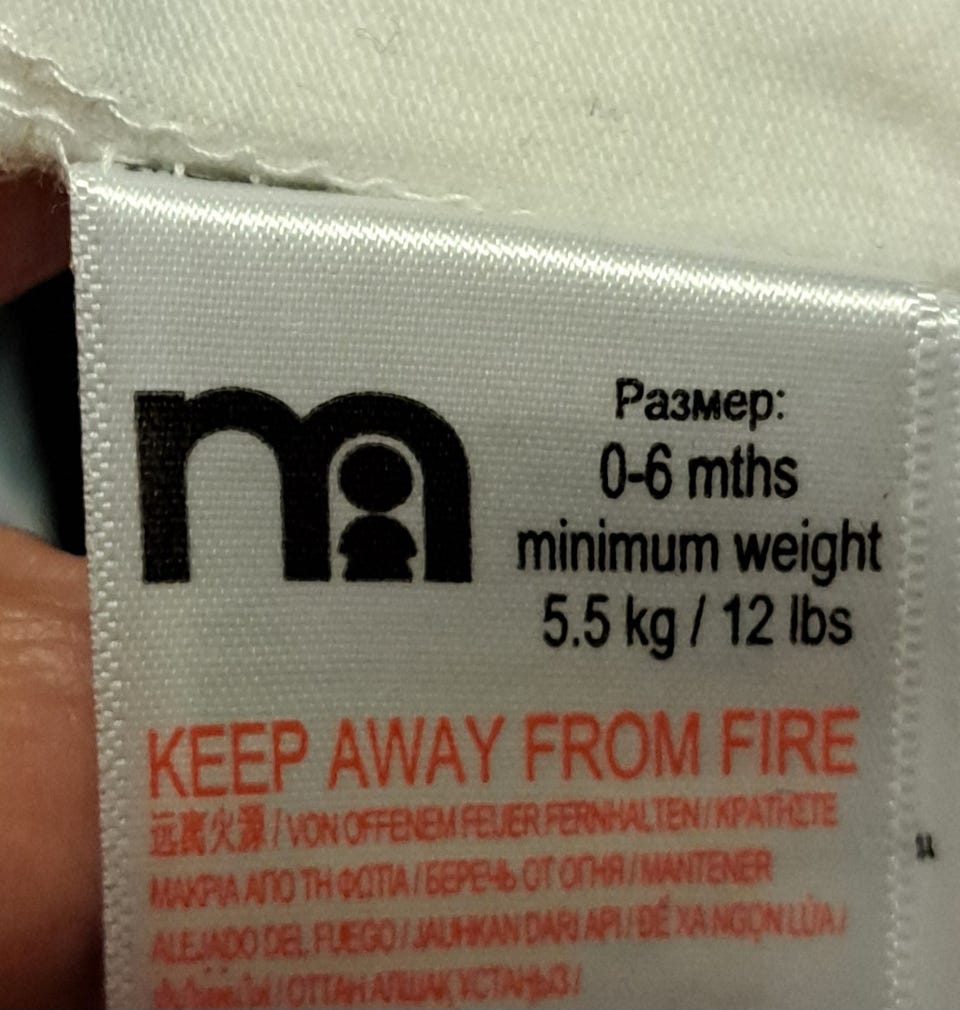 Размер:
0-6 mths
minimum weight
5.5 kg / 12 lbs
KEEP AWAY FROM FIRE
远离火源 / VON OFFENEM FEUER FERNHALTEN / ΚΡΑΤΗΣΤΕ
ΜΑΚΡΙΑ ΑΠΟ ΤΗ ΦΩΤΙΑ / БЕРЕЧЬ ОТ ОГНЯ / MANTENER
ALEJADO DEL FUEGO / JAUHKAN DARI API / ĐỂ XA NGỌN LỬA /
/ ОТТАН АЛШАҚ ҰСТАҢЫЗ /